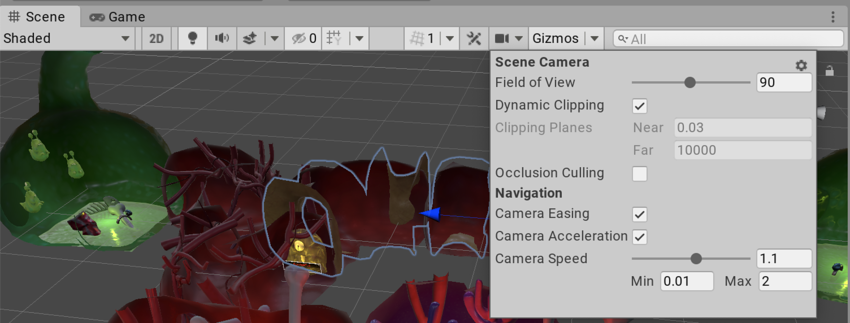 Scene Game
Shaded 2D 0 1 Gizmos All
Scene Camera
Field of View 90
Dynamic Clipping
Clipping Planes Near 0.03
Far 10000
Occlusion Culling
Navigation
Camera Easing
Camera Acceleration
Camera Speed 1.1
Min 0.01 Max 2